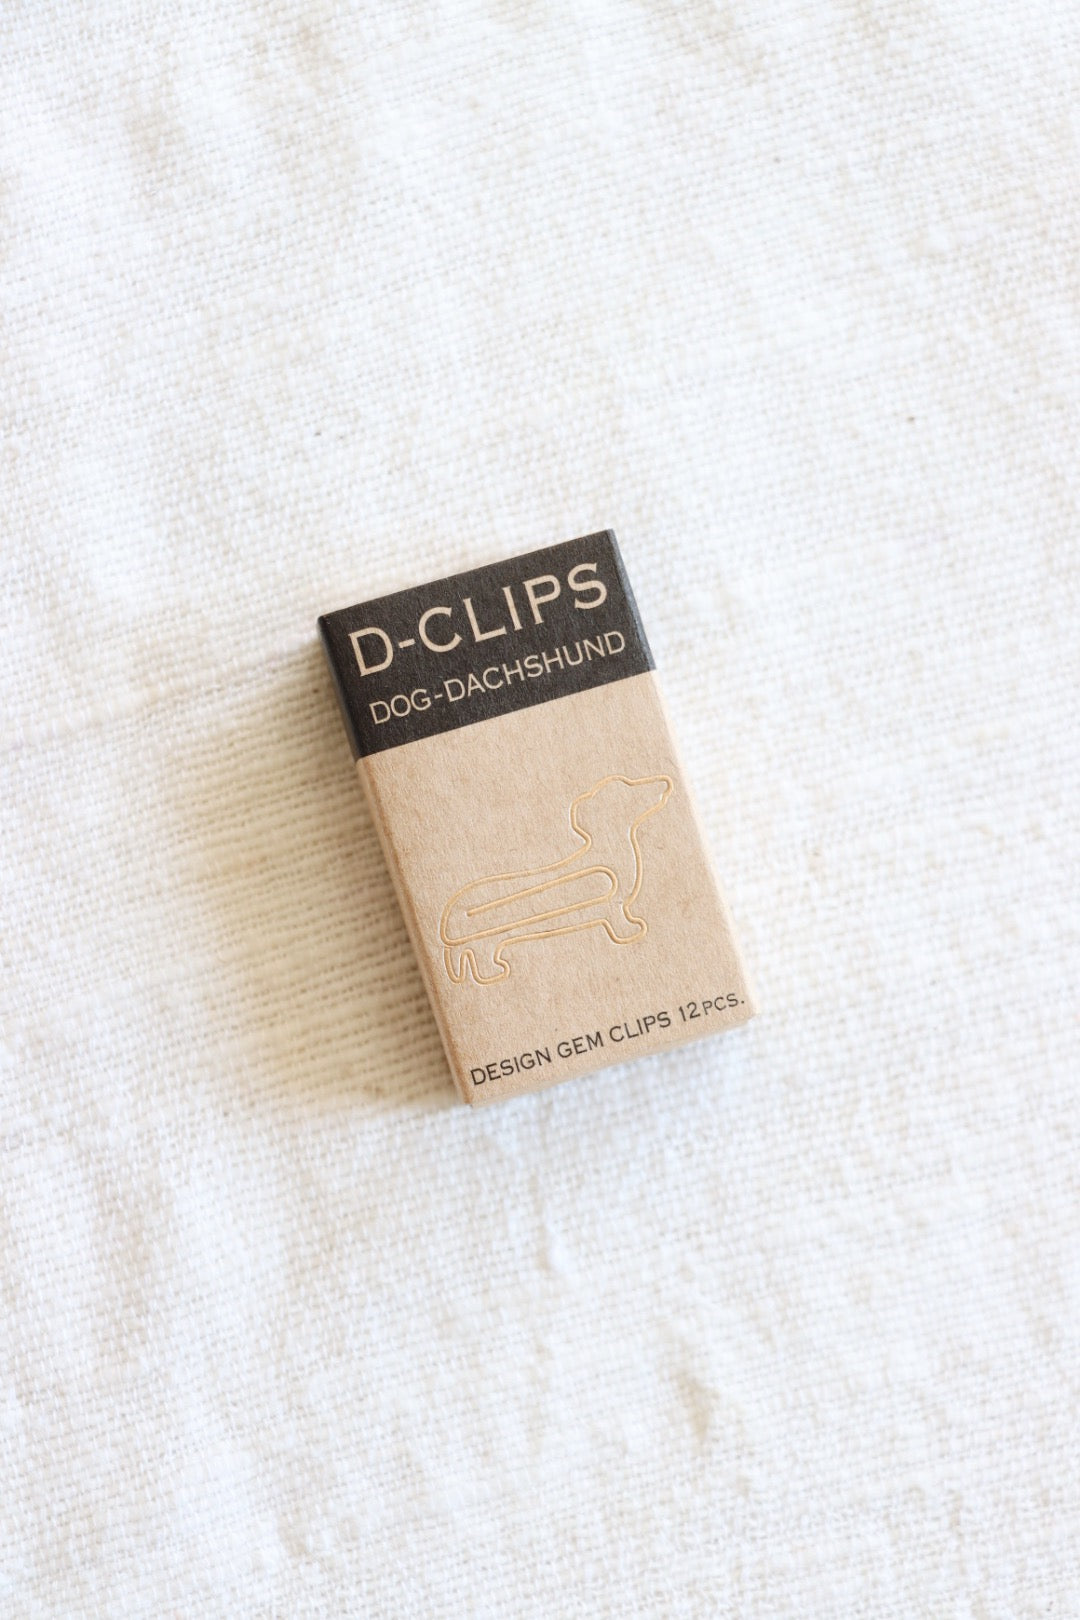 D-CLIPS
DOG-DACHSHUND
DESIGN GEM CLIPS 12PCS.